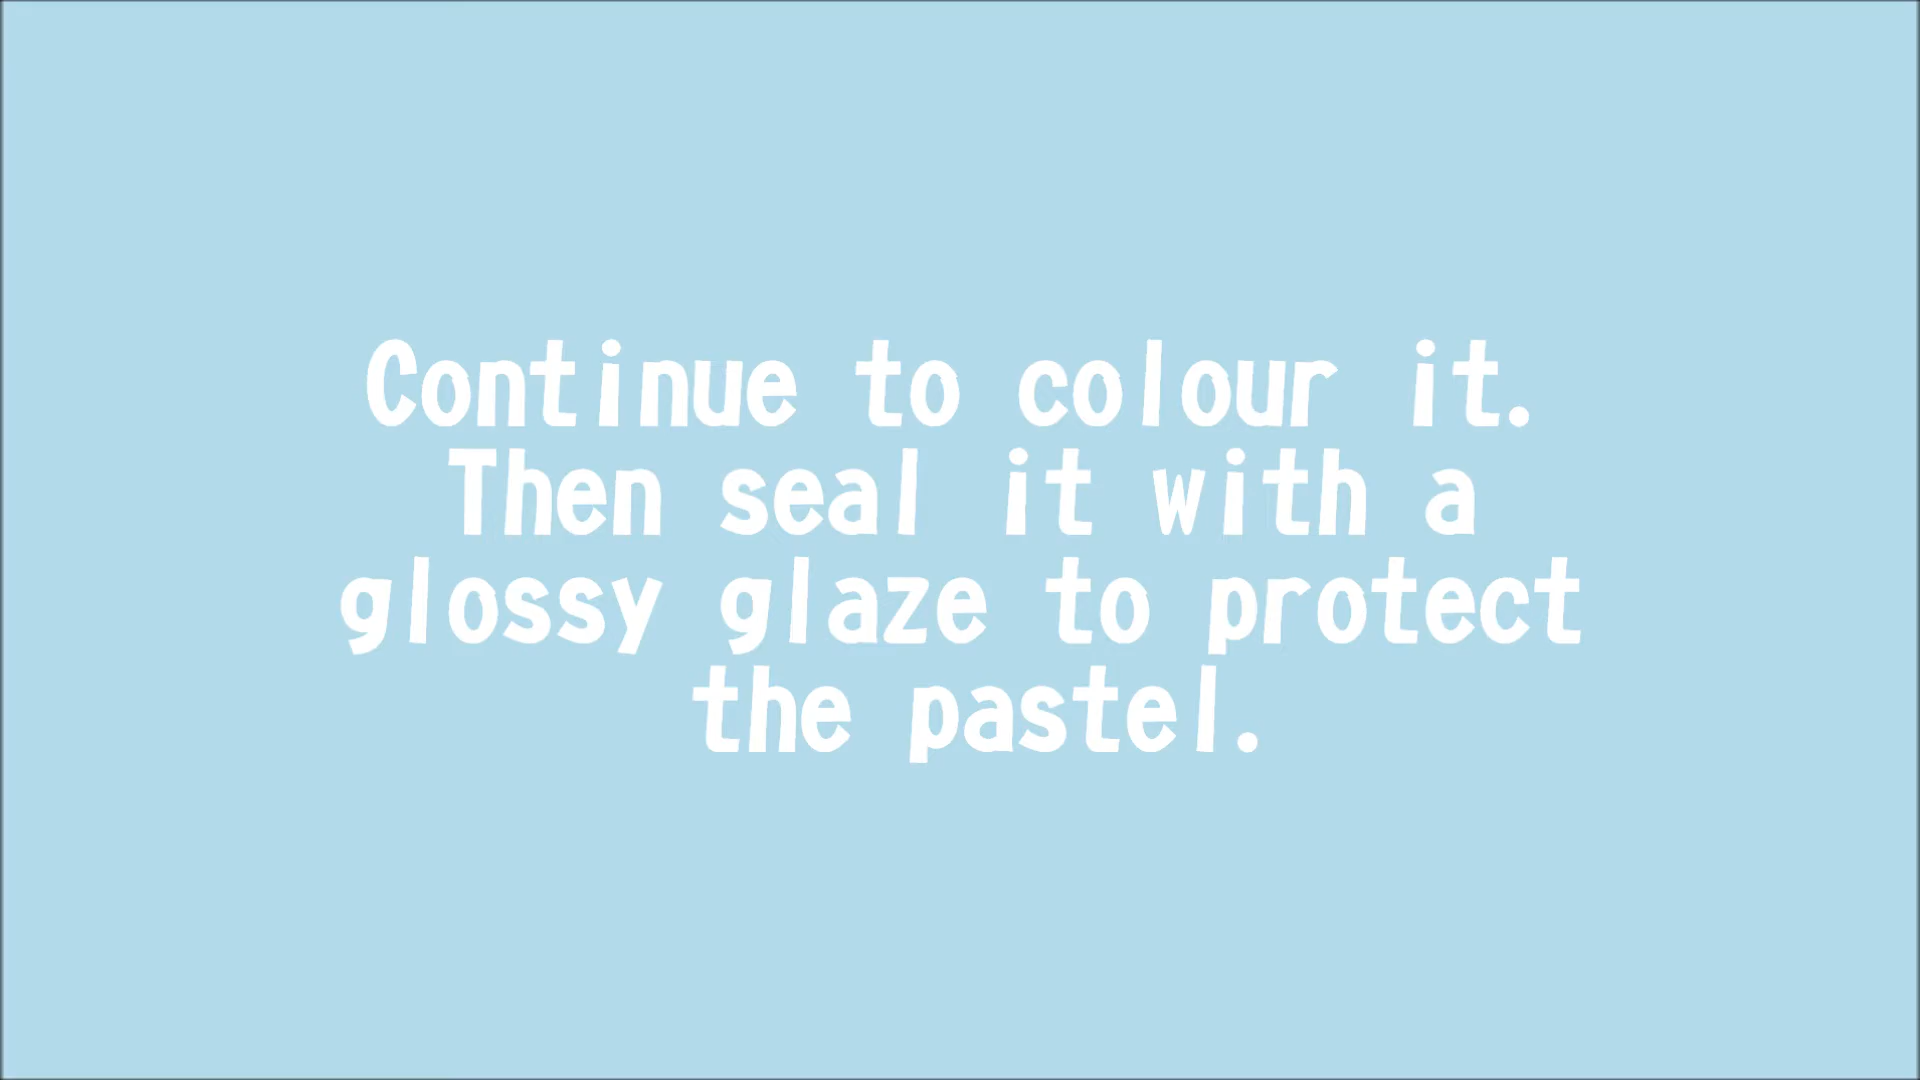 Continue to colour it.
Then seal it with a
glossy glaze to protect
the pastel.